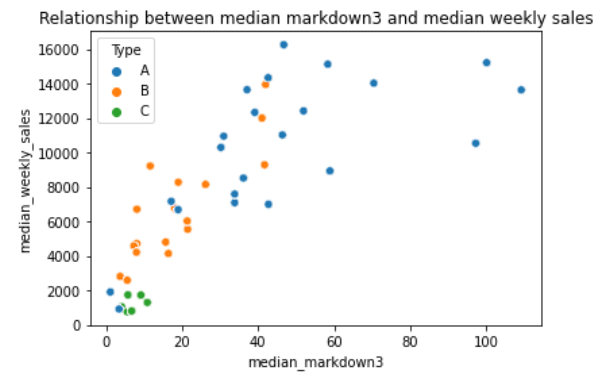 Relationship between median markdown3 and median weekly sales
Type
A
B
C
median_weekly_sales
16000
14000
12000
10000
8000
6000
4000
2000
0
0 20 40 60 80 100
median_markdown3